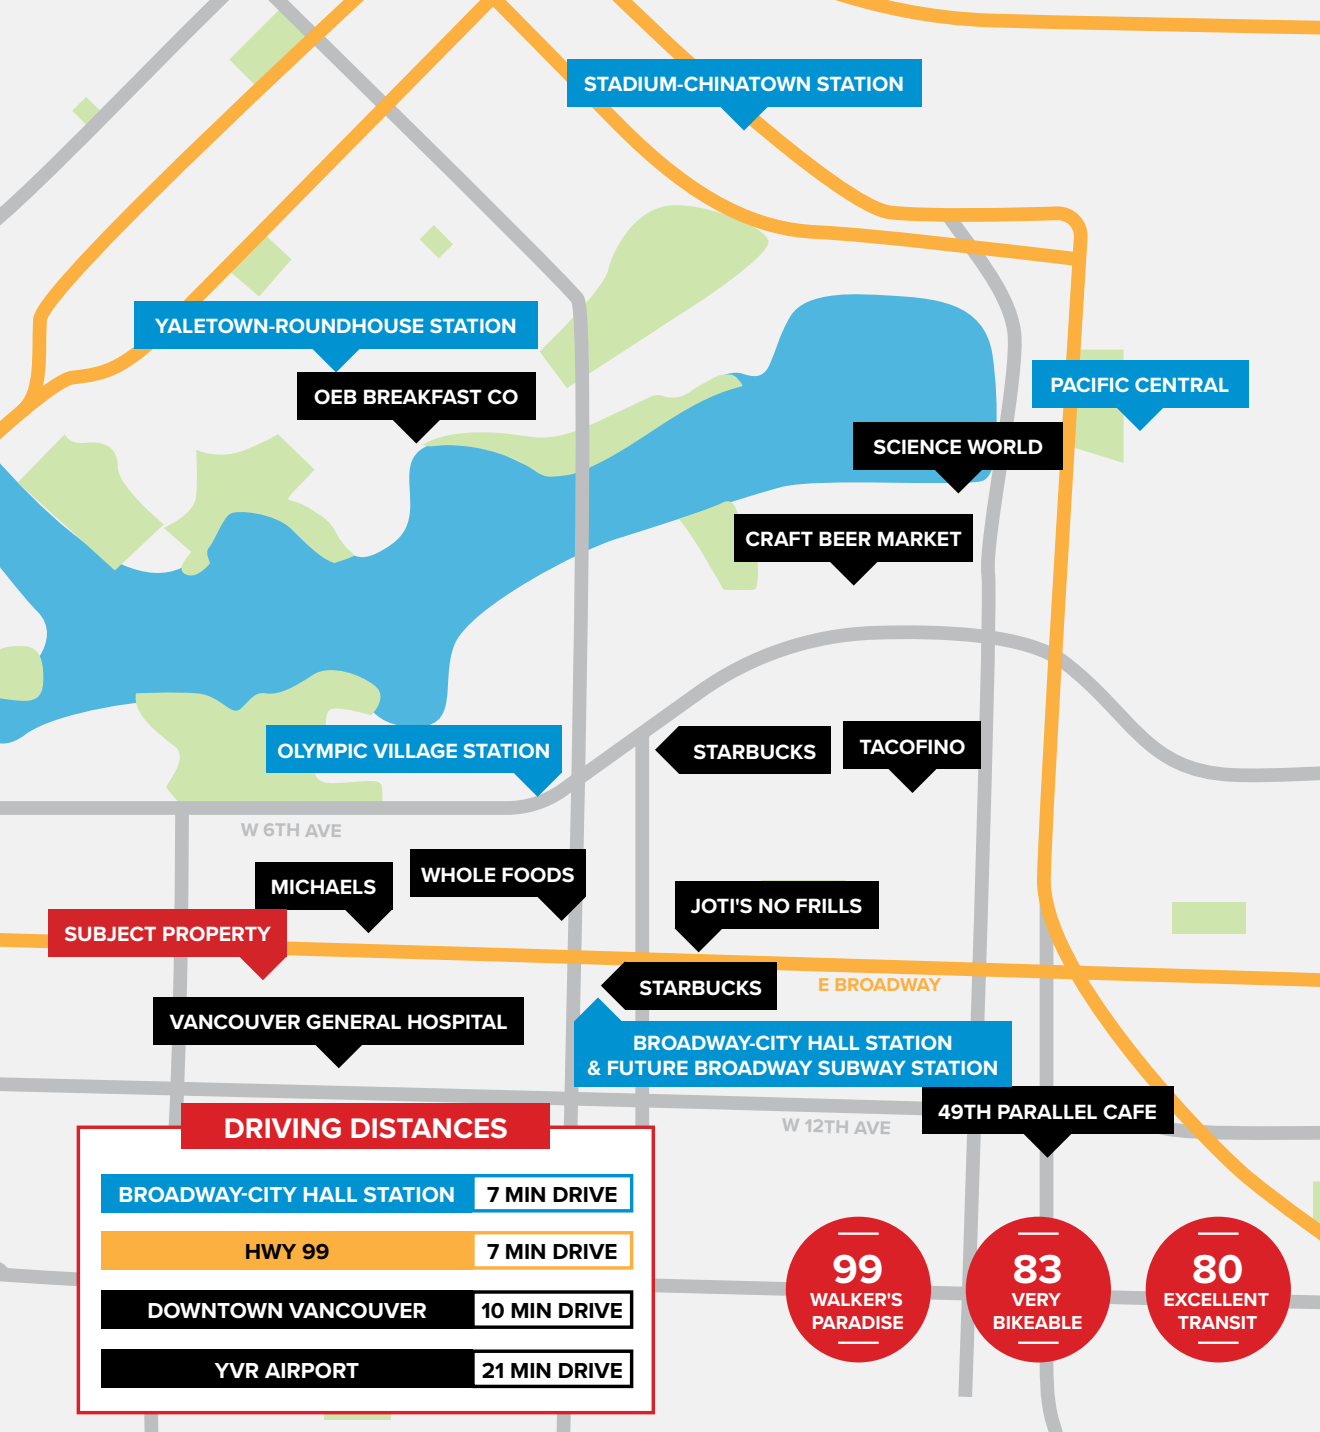 STADIUM-CHINATOWN STATION
YALETOWN-ROUNDHOUSE STATION
OEB BREAKFAST CO
PACIFIC CENTRAL
SCIENCE WORLD
CRAFT BEER MARKET
OLYMPIC VILLAGE STATION
STARBUCKS
TACOFINO
W 6TH AVE
MICHAELS
WHOLE FOODS
JOTI'S NO FRILLS
SUBJECT PROPERTY
STARBUCKS
E BROADWAY
VANCOUVER GENERAL HOSPITAL
BROADWAY-CITY HALL STATION
& FUTURE BROADWAY SUBWAY STATION
49TH PARALLEL CAFE
W 12TH AVE
DRIVING DISTANCES
BROADWAY-CITY HALL STATION 7 MIN DRIVE
HWY 99 7 MIN DRIVE
DOWNTOWN VANCOUVER 10 MIN DRIVE
YVR AIRPORT 21 MIN DRIVE
99
WALKER'S
PARADISE
83
VERY
BIKEABLE
80
EXCELLENT
TRANSIT